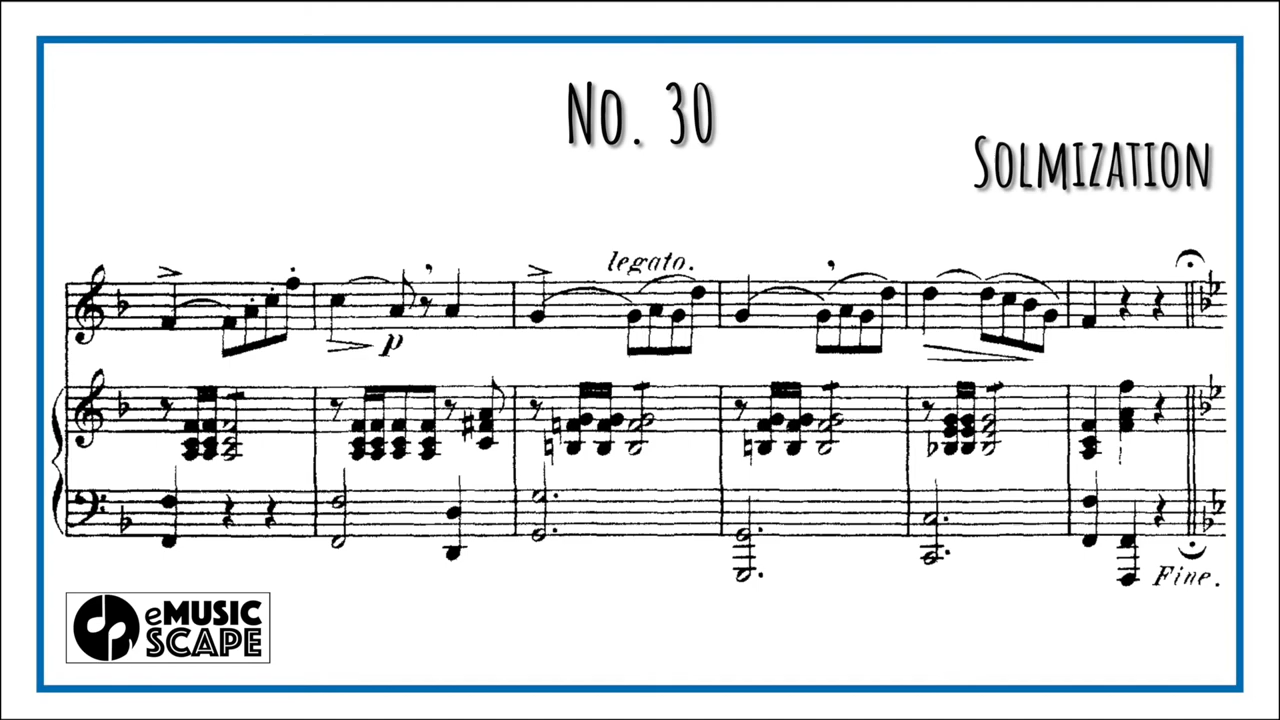 No. 30
Solmization
legato.
p
Fine.
eMUSIC
SCAPE